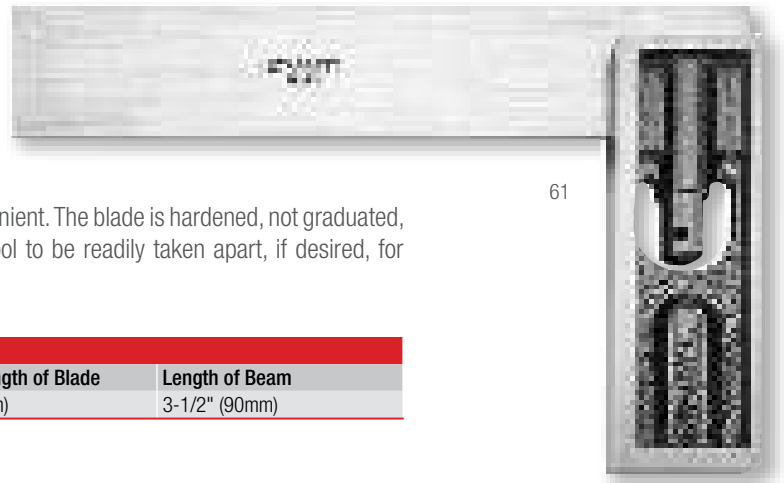 61
nient. The blade is hardened, not graduated,
ol to be readily taken apart, if desired, for
gth of Blade Length of Beam
m) 3-1/2" (90mm)